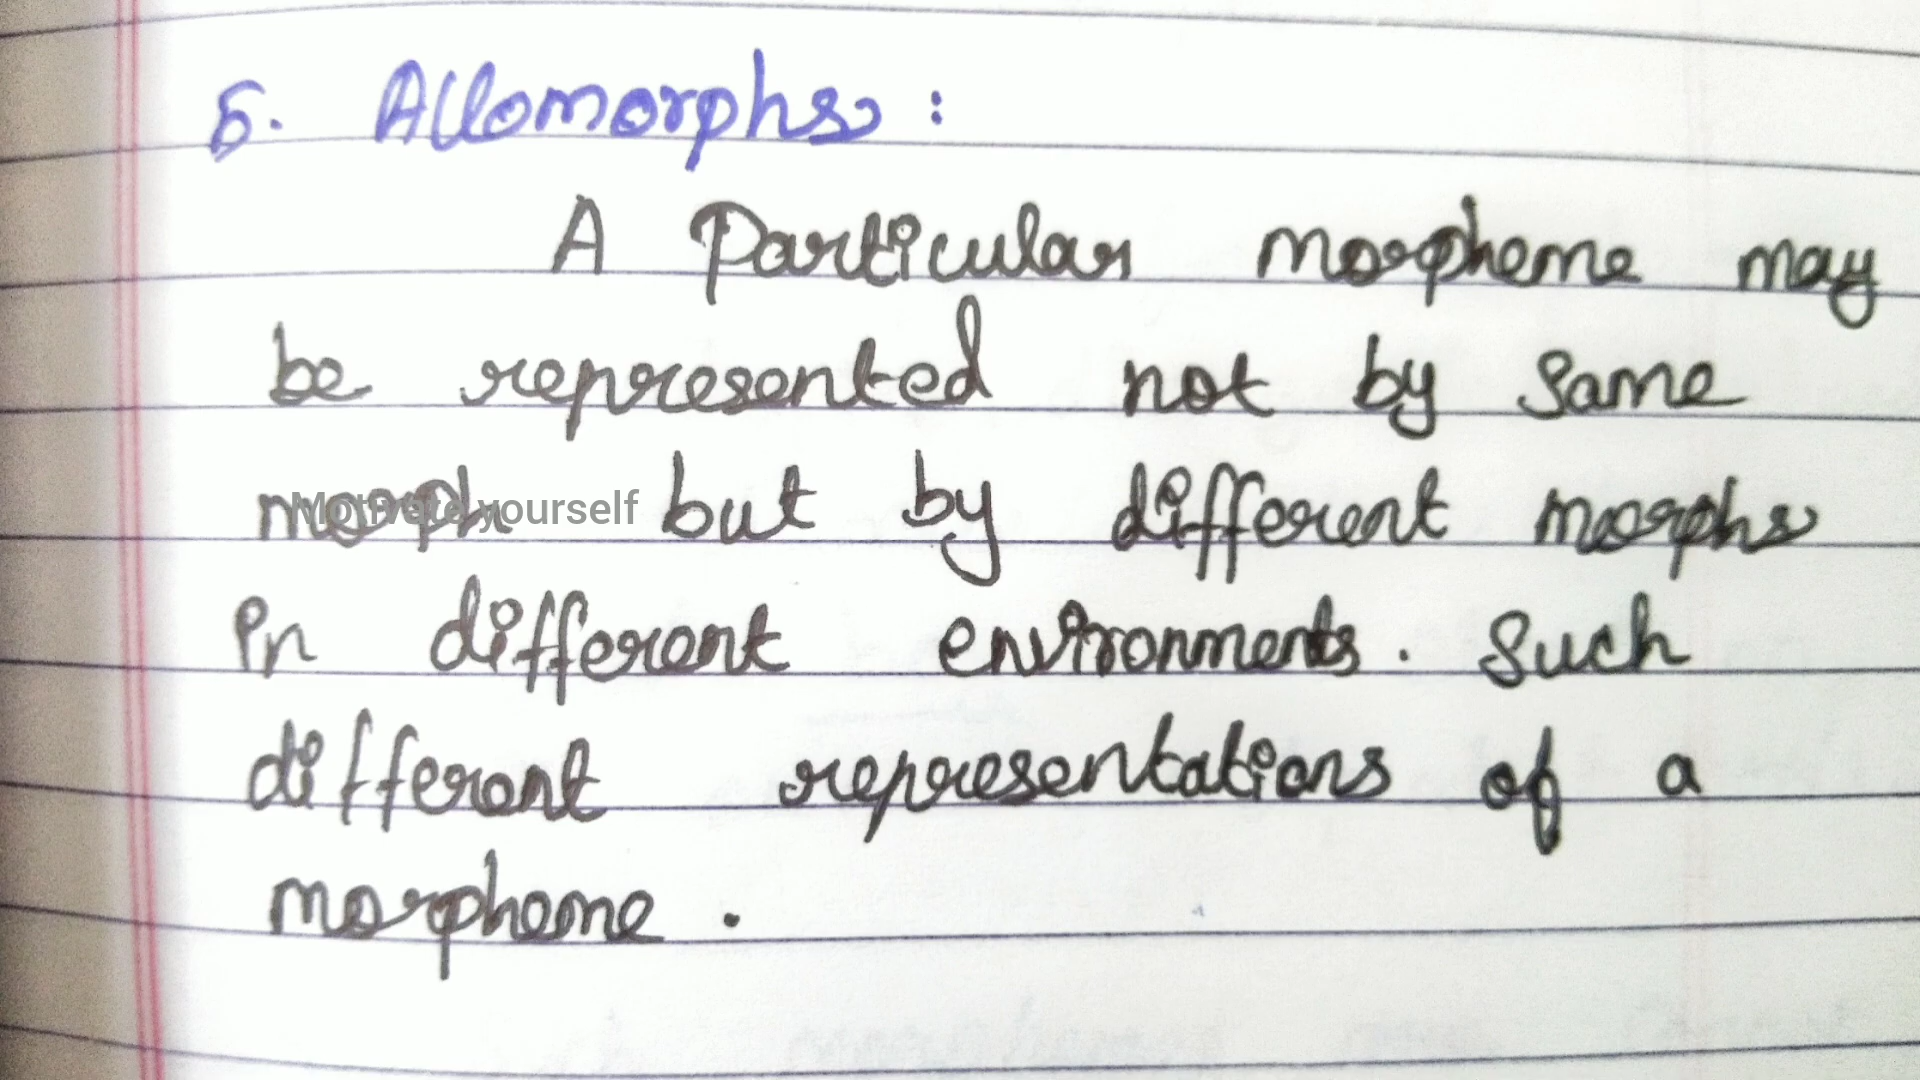 5. Allomorphs :
A Particular morpheme may
be represented not by same
morph but by different morphs
Motivate yourself
in different environments. Such
different representations of a
morpheme .